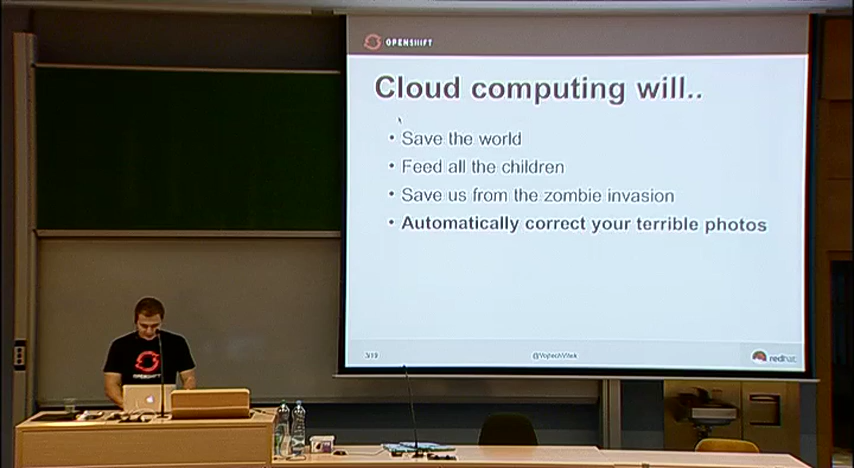 OPENSHIFT
Cloud computing will..
• Save the world
• Feed all the children
• Save us from the zombie invasion
• Automatically correct your terrible photos
3/19
@VojtechVitek
redhat
OPENSHIFT